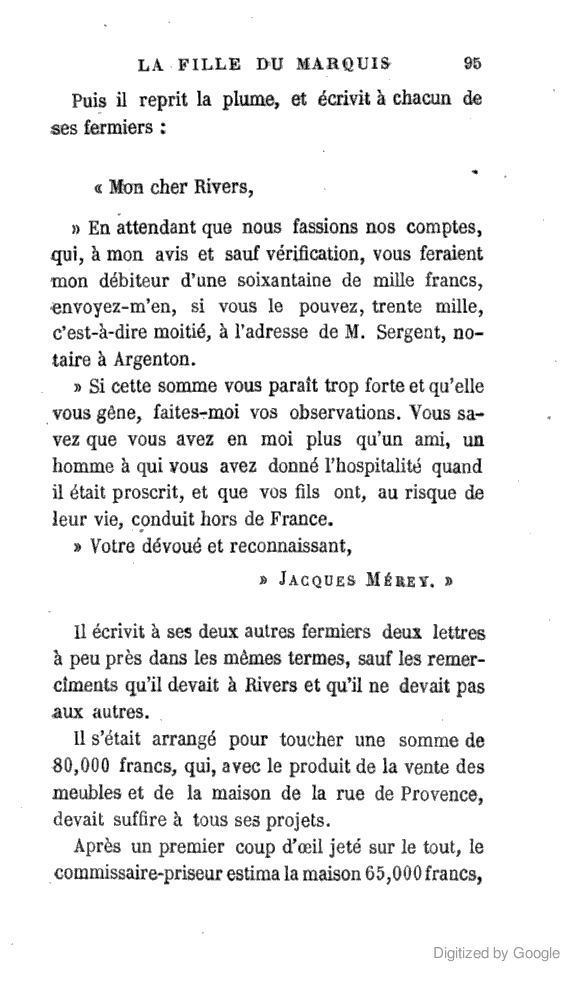 LA FILLE DU MARQUIS 95
Puis il reprit la plume, et écrivit à chacun de
ses fermiers :
« Mon cher Rivers,
» En attendant que nous fassions nos comptes,
qui, à mon avis et sauf vérification, vous feraient
mon débiteur d'une soixantaine de mille francs,
envoyez-m'en, si vous le pouvez, trente mille,
c'est-à-dire moitié, à l'adresse de M. Sergent, no-
taire à Argenton.
» Si cette somme vous paraît trop forte et qu'elle
vous gêne, faites-moi vos observations. Vous sa-
vez que vous avez en moi plus qu'un ami, un
homme à qui vous avez donné l'hospitalité quand
il était proscrit, et que vos fils ont, au risque de
leur vie, conduit hors de France.
» Votre dévoué et reconnaissant,
» JACQUES MÉREY. »
Il écrivit à ses deux autres fermiers deux lettres
à peu près dans les mêmes termes, sauf les remer-
cîments qu'il devait à Rivers et qu'il ne devait pas
aux autres.
Il s'était arrangé pour toucher une somme de
80,000 francs, qui, avec le produit de la vente des
meubles et de la maison de la rue de Provence,
devait suffire à tous ses projets.
Après un premier coup d'œil jeté sur le tout, le
commissaire-priseur estima la maison 65,000 francs,
Digitized by Google